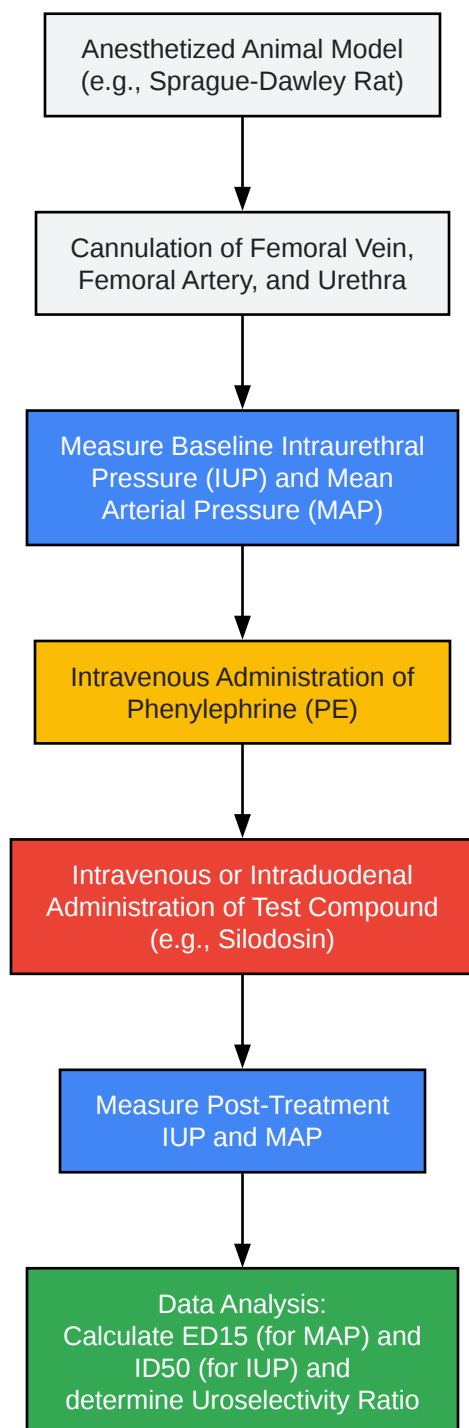 Anesthetized Animal Model
(e.g., Sprague-Dawley Rat)
Cannulation of Femoral Vein,
Femoral Artery, and Urethra
Measure Baseline Intraurethral
Pressure (IUP) and Mean
Arterial Pressure (MAP)
Intravenous Administration of
Phenylephrine (PE)
Intravenous or Intraduodenal
Administration of Test Compound
(e.g., Silodosin)
Measure Post-Treatment
IUP and MAP
Data Analysis:
Calculate ED15 (for MAP) and
ID50 (for IUP) and
determine Uroselectivity Ratio